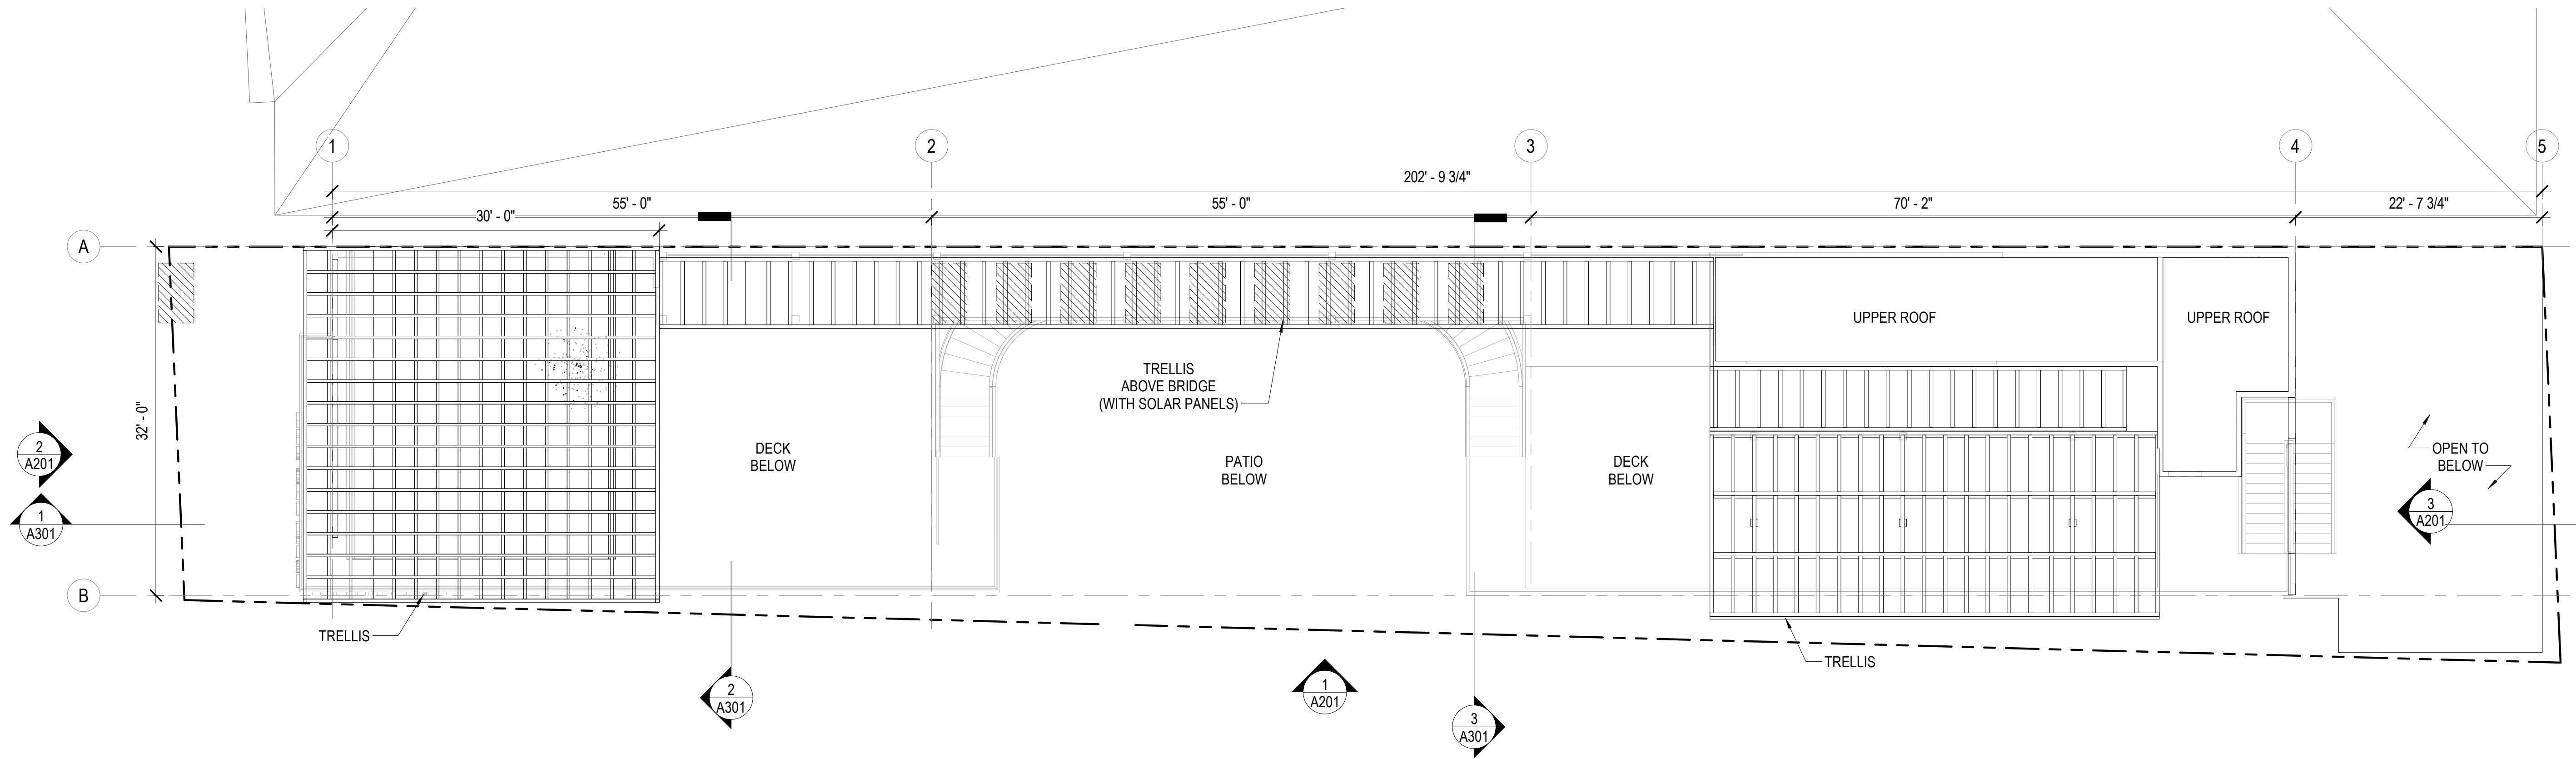 1
2
3
4
5
202' - 9 3/4"
55' - 0"
55' - 0"
70' - 2"
22' - 7 3/4"
30' - 0"
A
UPPER ROOF
UPPER ROOF
TRELLIS
ABOVE BRIDGE
(WITH SOLAR PANELS)
32' - 0"
2
A201
DECK
BELOW
PATIO
BELOW
DECK
BELOW
OPEN TO
BELOW
1
A301
3
A201
B
TRELLIS
TRELLIS
2
A301
1
A201
3
A301